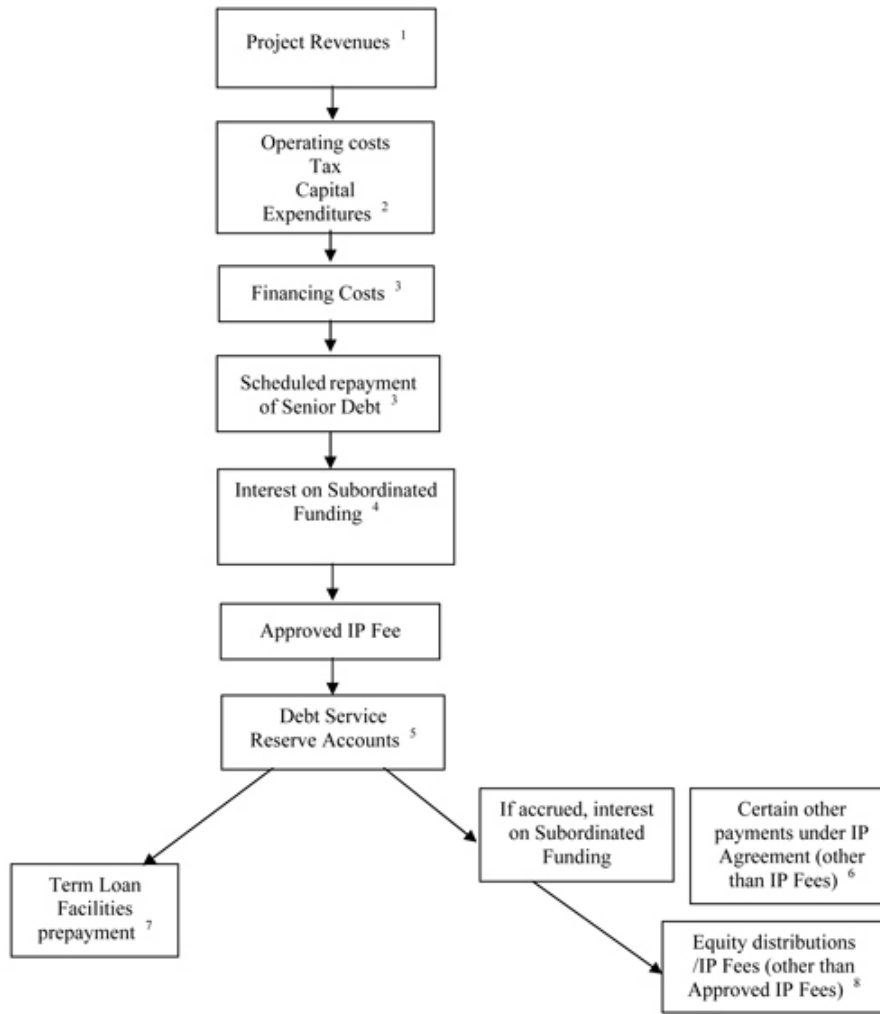 Project Revenues 1
Operating costs
Tax
Capital
Expenditures 2
Financing Costs 3
Scheduled repayment
of Senior Debt 3
Interest on Subordinated
Funding 4
Approved IP Fee
Debt Service
Reserve Accounts 5
If accrued, interest
on Subordinated
Funding
Certain other
payments under IP
Agreement (other
than IP Fees) 6
Term Loan
Facilities
prepayment 7
Equity distributions
/IP Fees (other than
Approved IP Fees) 8